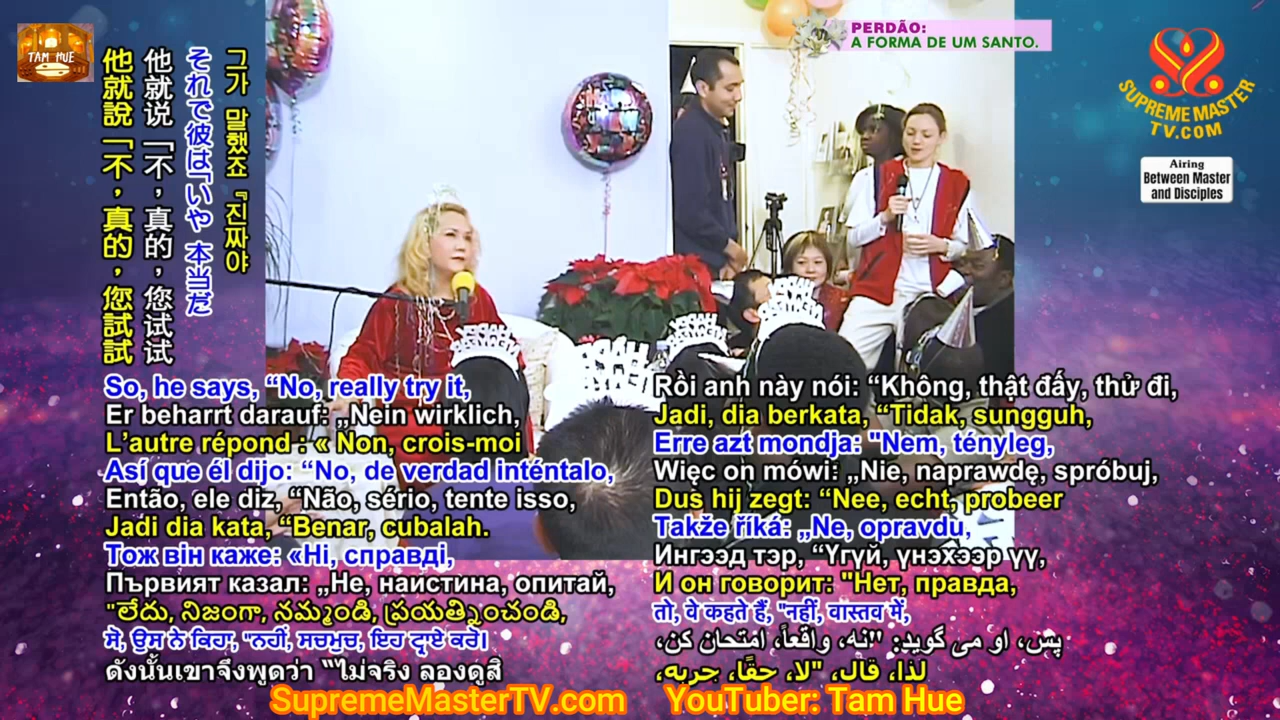 TAM HUE
PERDÃO:
A FORMA DE UM SANTO.
SUPREME MASTER
TV.COM
Airing
Between Master
and Disciples
그가 말했죠『진짜야
それで彼は「いや 本当だ
他就说「不，真的，您试试
他就說「不，真的，您試試
HAPPY
NEW YEAR
So, he says, “No, really try it,
Er beharrt darauf: „Nein wirklich,
L’autre répond : « Non, crois-moi
Así que él dijo: “No, de verdad inténtalo,
Então, ele diz, “Não, sério, tente isso,
Jadi dia kata, “Benar, cubalah.
Тож він каже: «Ні, справді,
Първият казал: „Не, наистина, опитай,
"లేదు, నిజంగా, నమ్మండి, ప్రయత్నించండి,
ਸੋ, ਉਸ ਨੇ ਕਿਹਾ, "ਨਹੀਂ, ਸਚਮੁਚ, ਇਹ ਟ੍ਰਾਏ ਕਰੋ।
ดังนั้นเขาจึงพูดว่า “ไม่จริง ลองดูสิ
Rồi anh này nói: “Không, thật đấy, thử đi,
Jadi, dia berkata, “Tidak, sungguh,
Erre azt mondja: "Nem, tényleg,
Więc on mówi: „Nie, naprawdę, spróbuj,
Dus hij zegt: “Nee, echt, probeer
Takže říká: „Ne, opravdu,
Ингээд тэр, “Үгүй, үнэхээр үү,
И он говорит: "Нет, правда,
तो, वे कहते हैं, "नहीं, वास्तव में,
پس، او می گوید: "نه، واقعاً، امتحان کن،
لذا، قال، "لا، حقًا، جربه،
SupremeMasterTV.com
YouTuber: Tam Hue